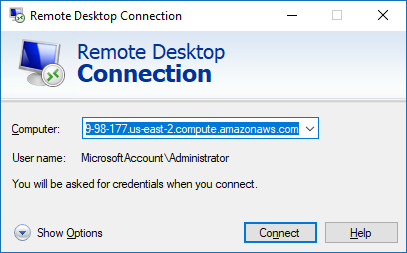 Remote Desktop Connection
Remote Desktop
Connection
Computer: 9-98-177.us-east-2.compute.amazonaws.com
User name: MicrosoftAccount\Administrator
You will be asked for credentials when you connect.
Show Options Connect Help